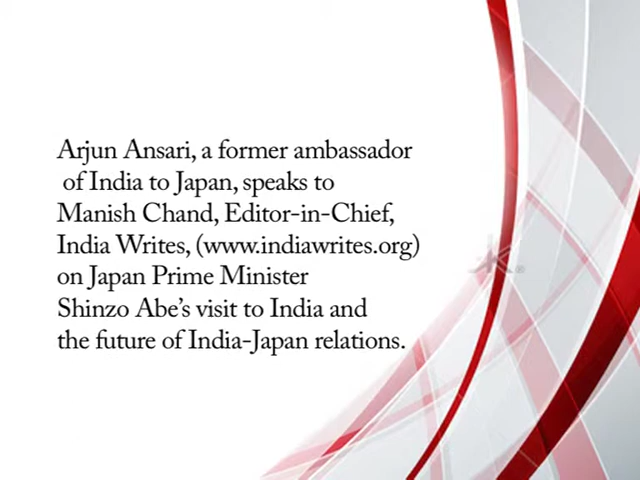 Arjun Ansari, a former ambassador
of India to Japan, speaks to
Manish Chand, Editor-in-Chief,
India Writes, (www.indiawrites.org)
on Japan Prime Minister
Shinzo Abe’s visit to India and
the future of India-Japan relations.